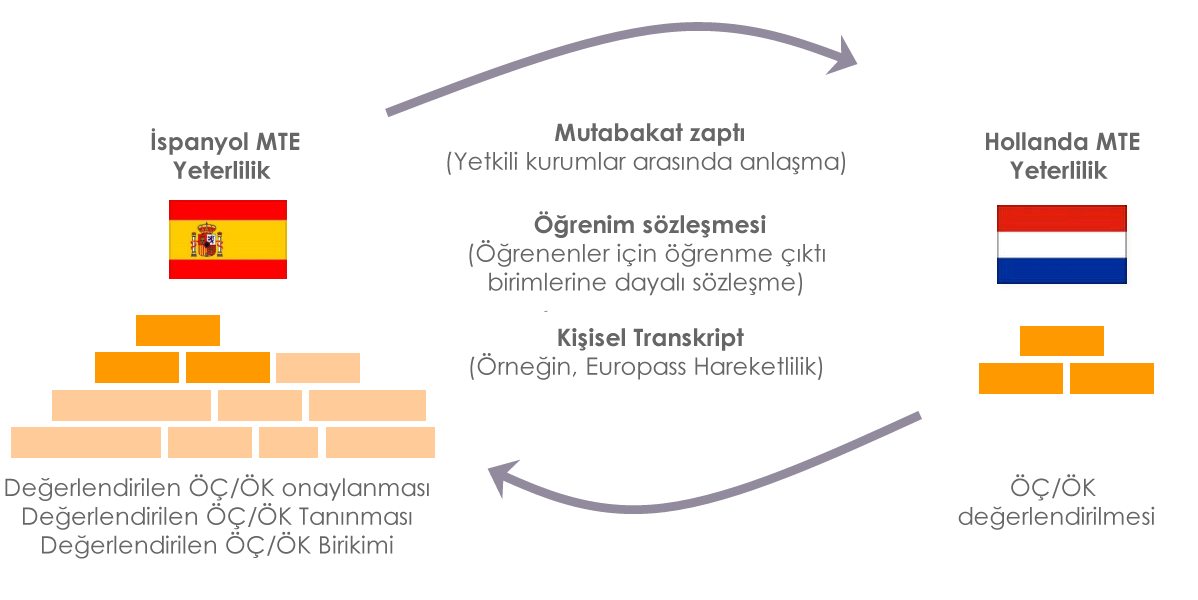 İspanyol MTE
Yeterlilik
Mutabakat zaptı
(Yetkili kurumlar arasında anlaşma)
Öğrenim sözleşmesi
(Öğrenenler için öğrenme çıktı
birimlerine dayalı sözleşme)
Kişisel Transkript
(Örneğin, Europass Hareketlilik)
Hollanda MTE
Yeterlilik
Değerlendirilen ÖÇ/ÖK onaylanması
Değerlendirilen ÖÇ/ÖK Tanınması
Değerlendirilen ÖÇ/ÖK Birikimi
ÖÇ/ÖK
değerlendirilmesi